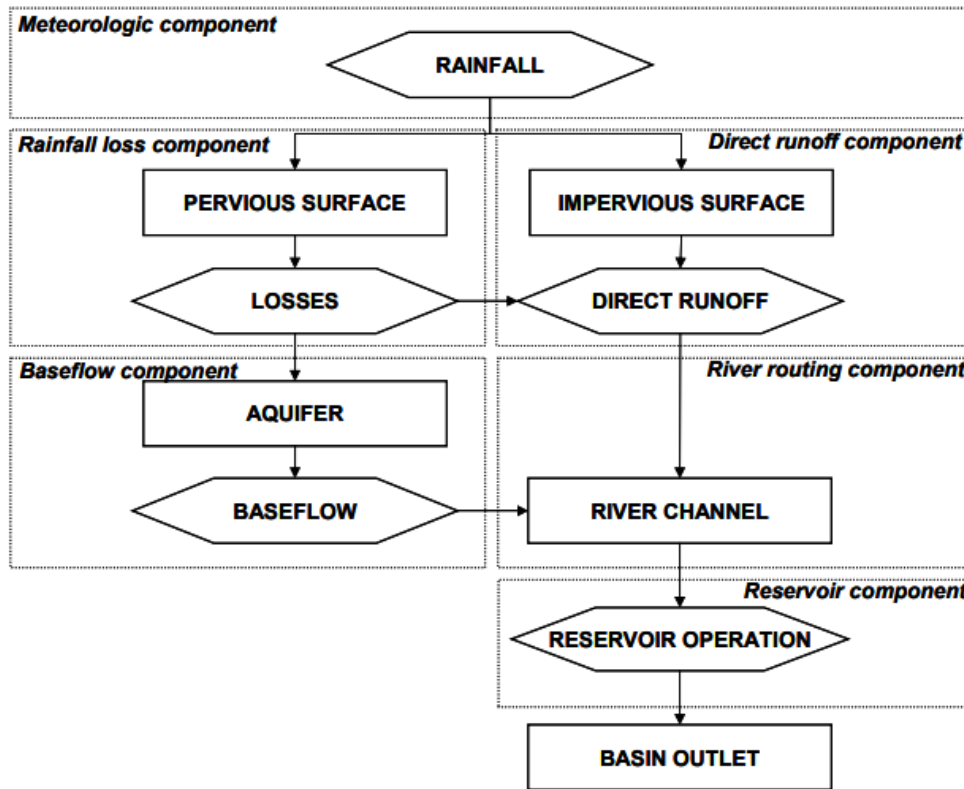 Meteorologic component
RAINFALL
Rainfall loss component
Direct runoff component
PERVIOUS SURFACE
IMPERVIOUS SURFACE
LOSSES
DIRECT RUNOFF
Baseflow component
River routing component
AQUIFER
BASEFLOW
RIVER CHANNEL
Reservoir component
RESERVOIR OPERATION
BASIN OUTLET